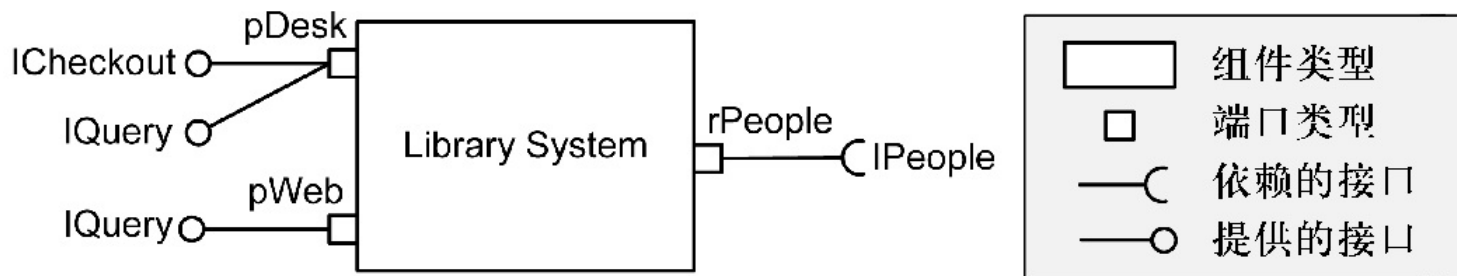 pDesk
ICheckout
IQuery
Library System
rPeople
IPeople
pWeb
IQuery
组件类型
端口类型
依赖的接口
提供的接口